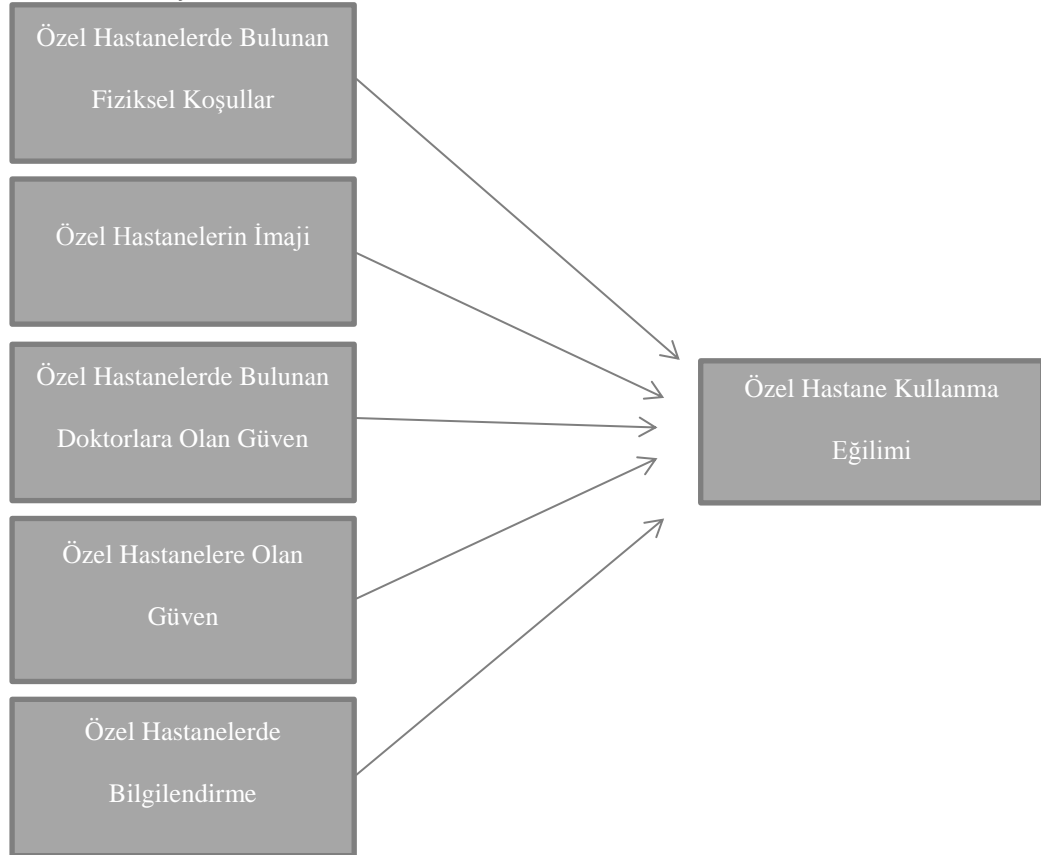 Özel Hastanelerde Bulunan
Fiziksel Koşullar
Özel Hastanelerin İmaji
Özel Hastanelerde Bulunan
Doktorlara Olan Güven
Özel Hastanelere Olan
Güven
Özel Hastanelerde
Bilgilendirme
Özel Hastane Kullanma
Eğilimi